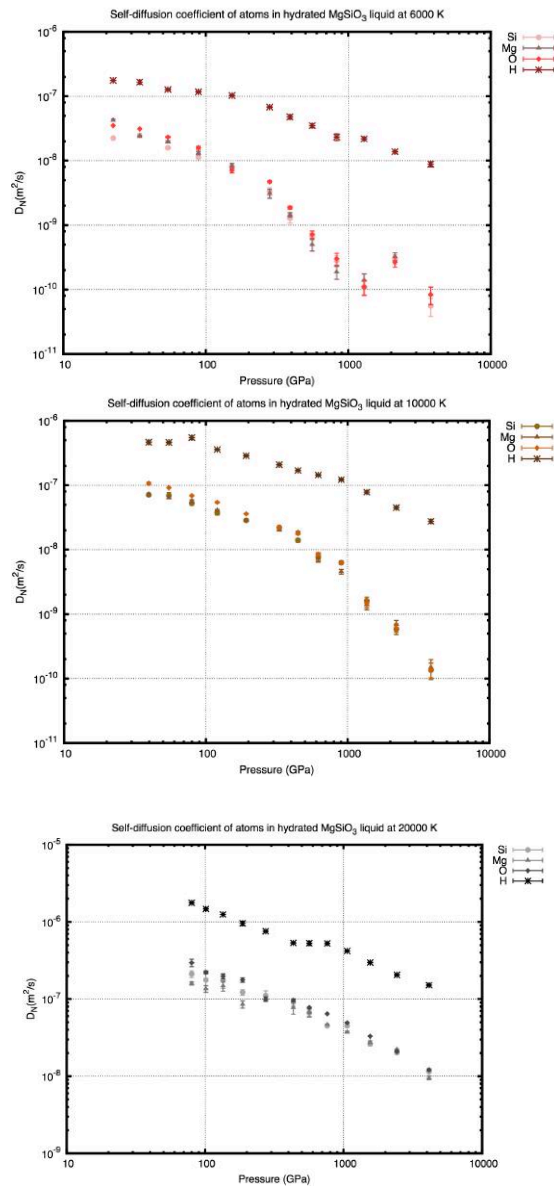 Self-diffusion coefficient of atoms in hydrated MgSiO3 liquid at 6000 K
10-6
10-7
10-8
10-9
10-10
10-11
DN(m2/s)
10 100 1000 10000
Pressure (GPa)
Si
Mg
O
H
Self-diffusion coefficient of atoms in hydrated MgSiO3 liquid at 10000 K
10-6
10-7
10-8
10-9
10-10
10-11
DN(m2/s)
10 100 1000 10000
Pressure (GPa)
Si
Mg
O
H
Self-diffusion coefficient of atoms in hydrated MgSiO3 liquid at 20000 K
10-5
10-6
10-7
10-8
10-9
DN(m2/s)
10 100 1000 10000
Pressure (GPa)
Si
Mg
O
H